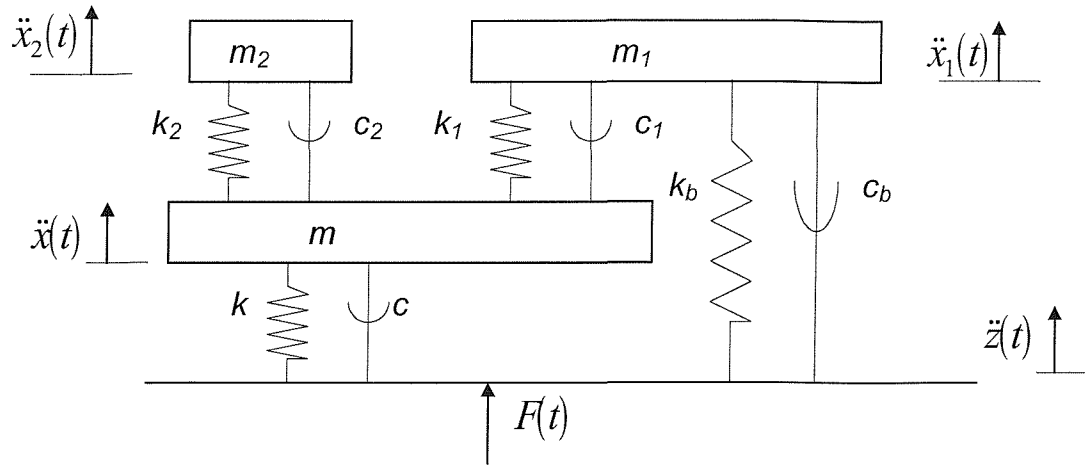 ẍ₂(t)
m₂
m₁
ẍ₁(t)
k₂
c₂
k₁
c₁
k_b
c_b
ẍ(t)
m
k
c
z̈(t)
F(t)